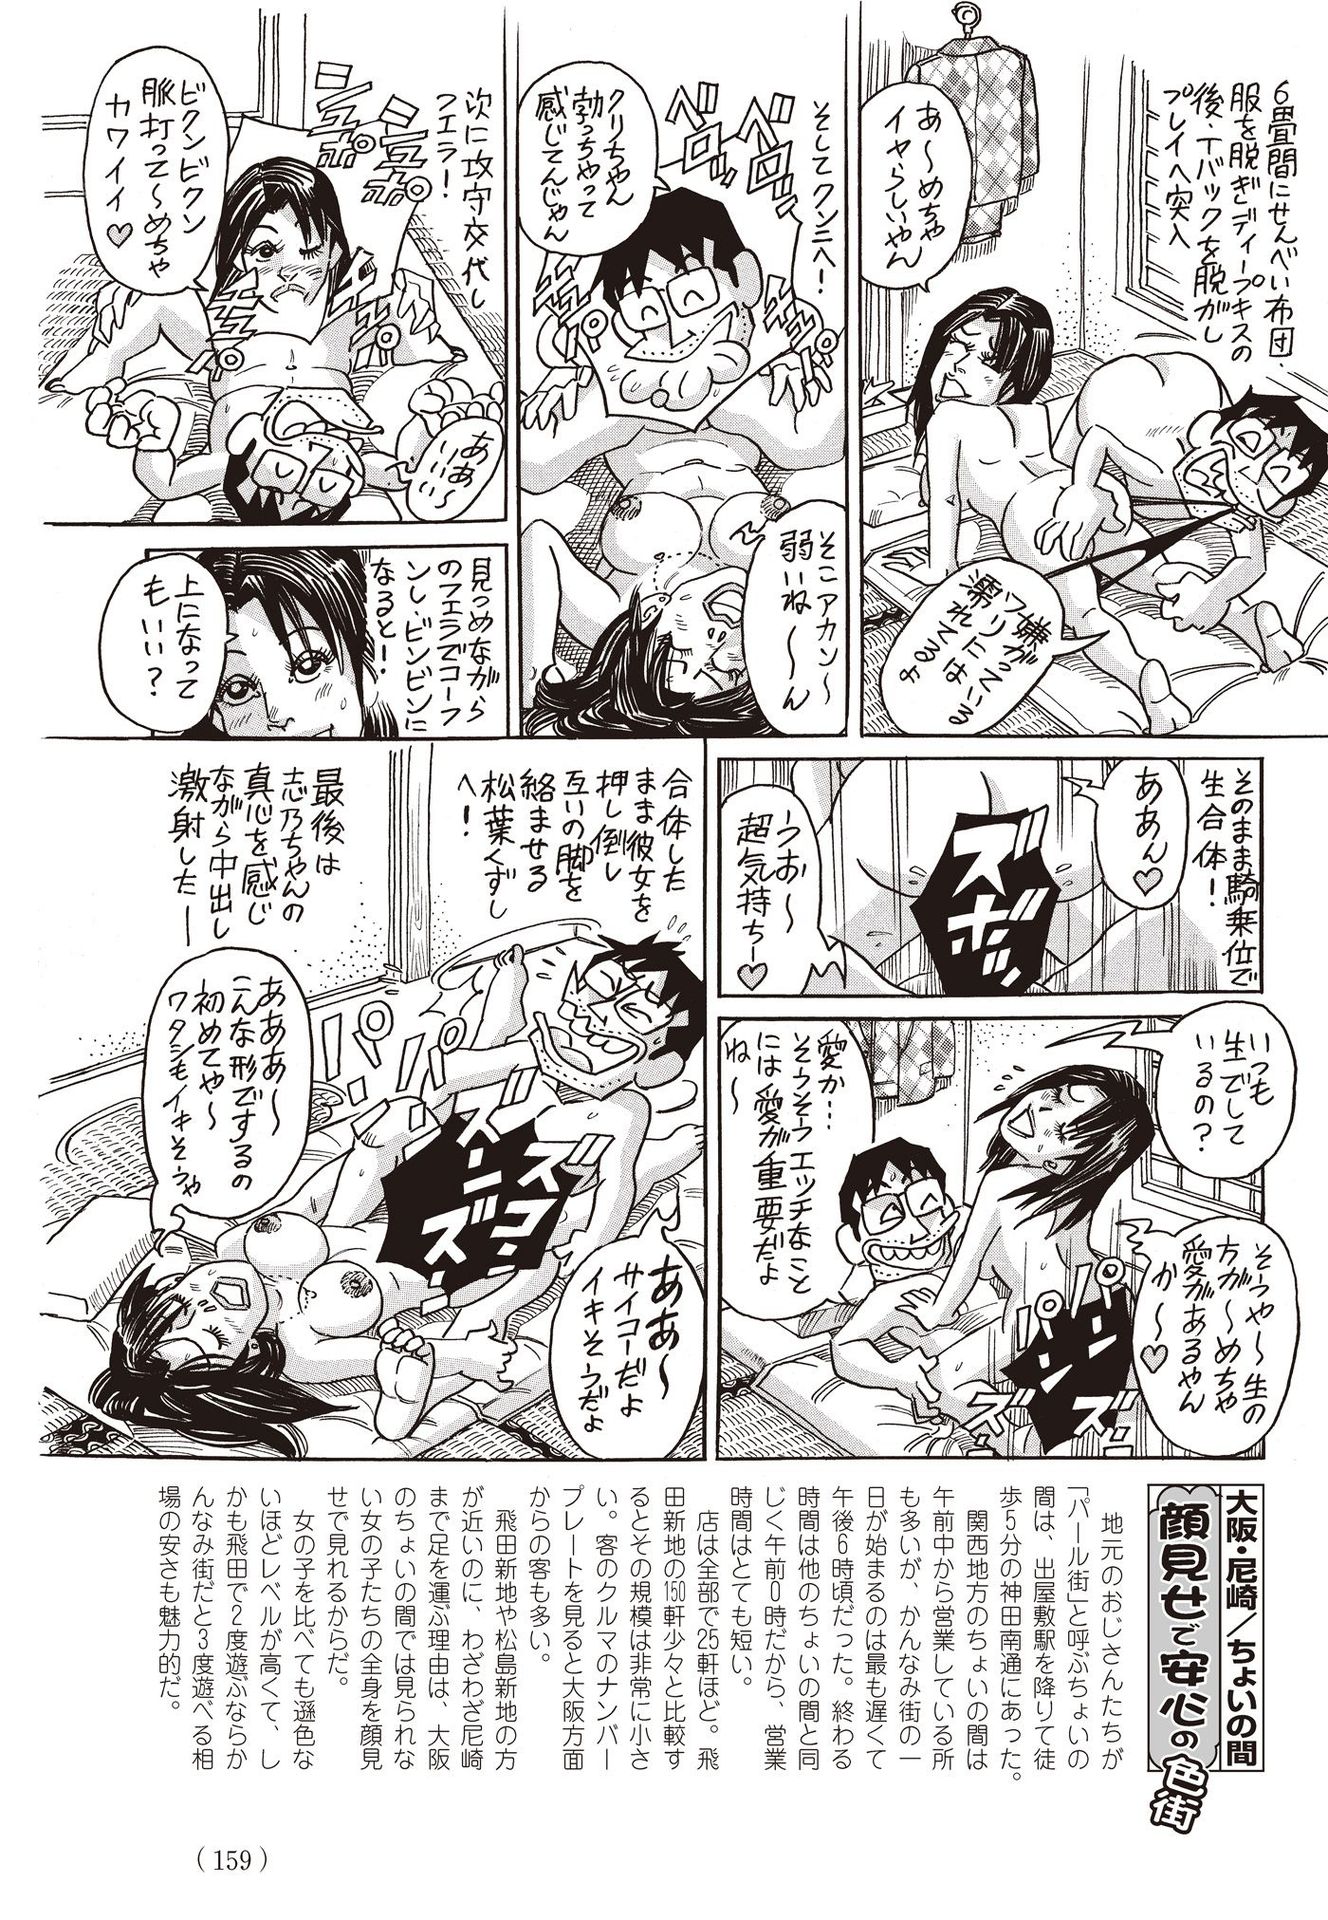 6畳間にせんべい布団。
服を脱ぎディープキスの
後、Tバックを脱がし
プレイへ突入
あ〜めちゃ
イヤらしいやん
嫌がっている
ワリには
濡れてるよ
そしてクンニへ!
ベロ
ベロベロ
クリちゃん
勃っちゃって
感じてんじゃん
そこアカン〜
弱いね〜〜ん
次に攻守交代し
フェラ!
ビクンビクン
脈打って〜めちゃ
カワイイ♡
ああ〜
いいい
見つめながら
のフェラでコーフ
ンし、ビンビンに
なると!
上になって
もいい?
そのまま騎乗位で
生合体!
ああん♡
ズボッ
うお〜
超気持ちー♡
いつも
生でして
いるの?
そうや〜生の
方が〜めちゃ
愛があるやん
か〜〜♡
愛か…
そうそうエッチなこと
には愛が重要だよ
ね〜
パンパン
ズンズン
合体した
まま彼女を
押し倒し
互いの脚を
絡ませる
松葉くずし
へ!
ああ〜
サイコーだよ
イキそうだよ
あああ〜
こんな形でするの
初めてや〜
ワタシもイキそうや
最後は
志乃ちゃんの
真心を感じ
ながら中出し
激射したー
大阪・尼崎/ちょいの間
顔見せで安心の色街
地元のおじさんたちが
「パール街」と呼ぶちょいの
間は、出屋敷駅を降りて徒
歩5分の神田南通にあった。
関西地方のちょいの間は
午前中から営業している所
も多いが、かんなみ街の一
日が始まるのは最も遅くて
午後6時頃だった。終わる
時間は他のちょいの間と同
じく午前0時だから、営業
時間はとても短い。
店は全部で25軒ほど。飛
田新地の150軒少々と比較す
るとその規模は非常に小さ
い。客のクルマのナンバー
プレートを見ると大阪方面
からの客も多い。
飛田新地や松島新地の方
が近いのに、わざわざ尼崎
まで足を運ぶ理由は、大阪
のちょいの間では見られな
い女の子たちの全身を顔見
せで見れるからだ。
女の子を比べても遜色な
いほどレベルが高くて、し
かも飛田で2度遊ぶならか
んなみ街だと3度遊べる相
場の安さも魅力的だ。
(159)